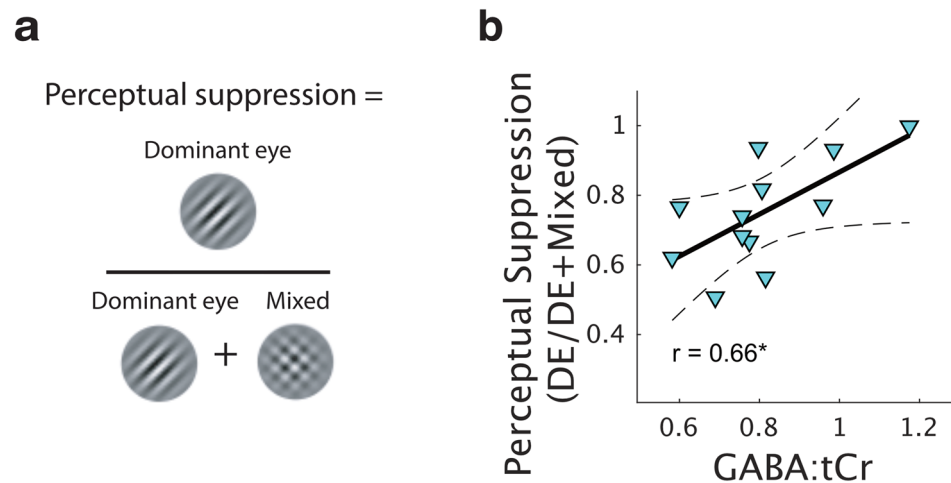 a
Perceptual suppression =
Dominant eye
Dominant eye Mixed
+
b
Perceptual Suppression
(DE/DE+Mixed)
1
0.8
0.6
0.4
r = 0.66*
0.6 0.8 1 1.2
GABA:tCr